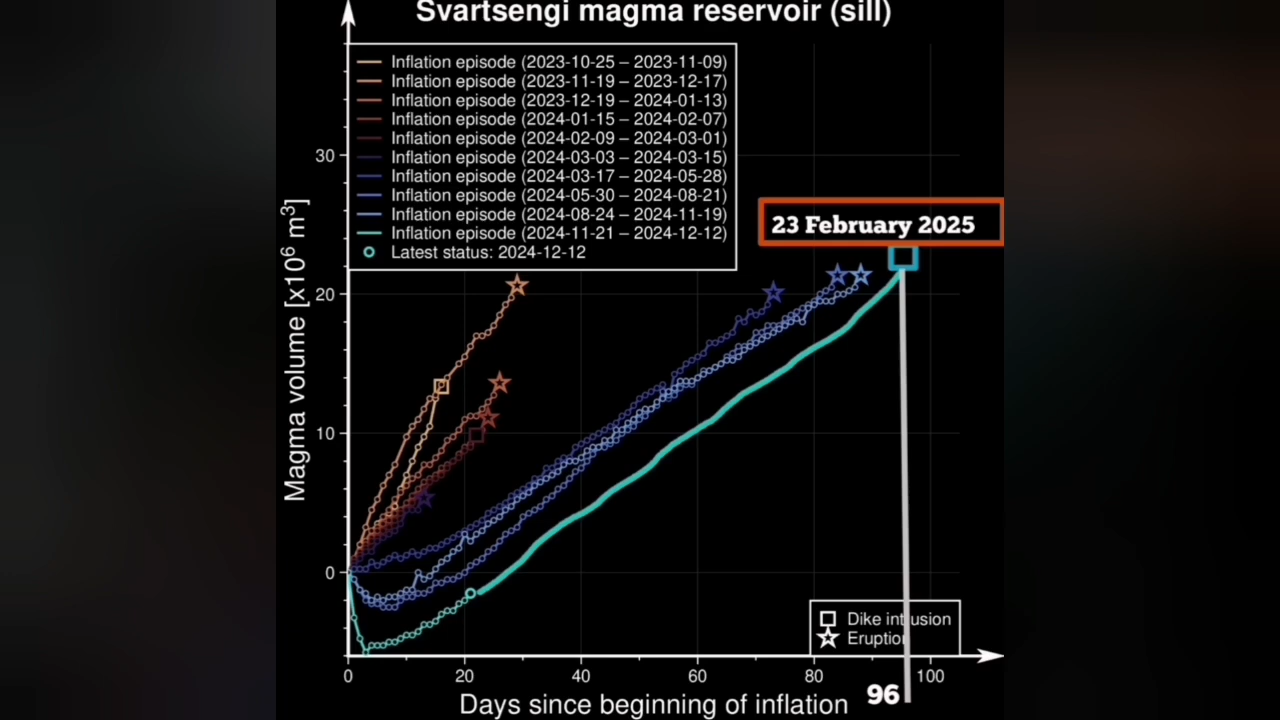 Svartsengi magma reservoir (sill)
Inflation episode (2023-10-25 – 2023-11-09)
Inflation episode (2023-11-19 – 2023-12-17)
Inflation episode (2023-12-19 – 2024-01-13)
Inflation episode (2024-01-15 – 2024-02-07)
Inflation episode (2024-02-09 – 2024-03-01)
Inflation episode (2024-03-03 – 2024-03-15)
Inflation episode (2024-03-17 – 2024-05-28)
Inflation episode (2024-05-30 – 2024-08-21)
Inflation episode (2024-08-24 – 2024-11-19)
Inflation episode (2024-11-21 – 2024-12-12)
Latest status: 2024-12-12
23 February 2025
Magma volume [x10⁶ m³]
30
20
10
0
Dike intrusion
Eruption
0 20 40 60 80 100
Days since beginning of inflation
96